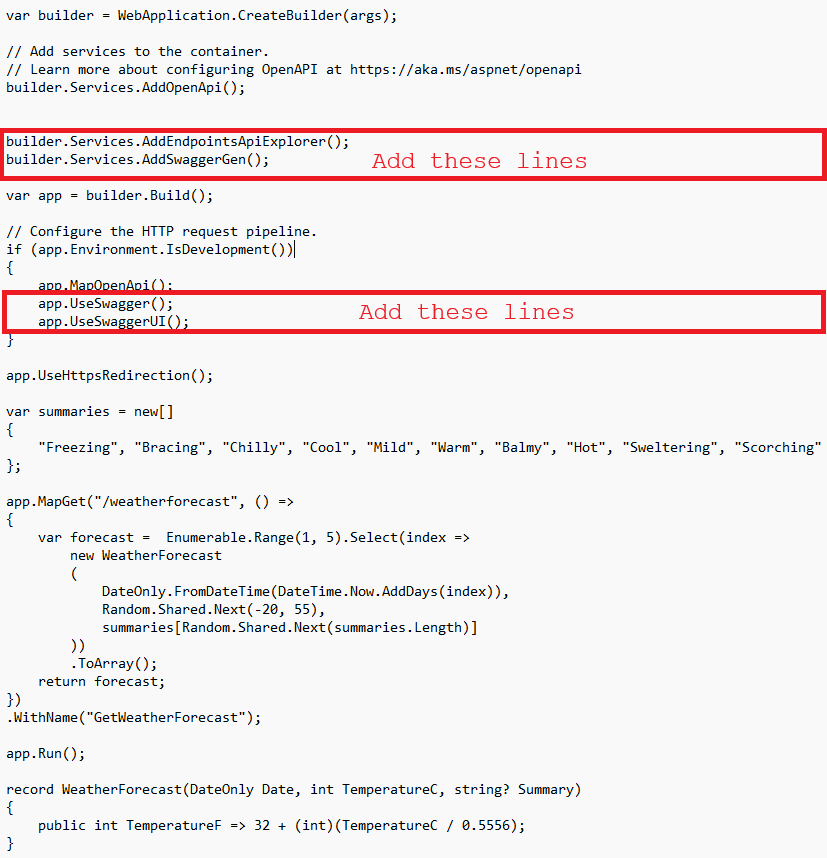 var builder = WebApplication.CreateBuilder(args);
// Add services to the container.
// Learn more about configuring OpenAPI at https://aka.ms/aspnet/openapi
builder.Services.AddOpenApi();
builder.Services.AddEndpointsApiExplorer();
builder.Services.AddSwaggerGen();
Add these lines
var app = builder.Build();
// Configure the HTTP request pipeline.
if (app.Environment.IsDevelopment())
{
    app.MapOpenApi();
    app.UseSwagger();
    app.UseSwaggerUI();
Add these lines
}
app.UseHttpsRedirection();
var summaries = new[]
{
    "Freezing", "Bracing", "Chilly", "Cool", "Mild", "Warm", "Balmy", "Hot", "Sweltering", "Scorching"
};
app.MapGet("/weatherforecast", () =>
{
    var forecast =  Enumerable.Range(1, 5).Select(index =>
        new WeatherForecast
        (
            DateOnly.FromDateTime(DateTime.Now.AddDays(index)),
            Random.Shared.Next(-20, 55),
            summaries[Random.Shared.Next(summaries.Length)]
        ))
        .ToArray();
    return forecast;
})
.WithName("GetWeatherForecast");
app.Run();
record WeatherForecast(DateOnly Date, int TemperatureC, string? Summary)
{
    public int TemperatureF => 32 + (int)(TemperatureC / 0.5556);
}